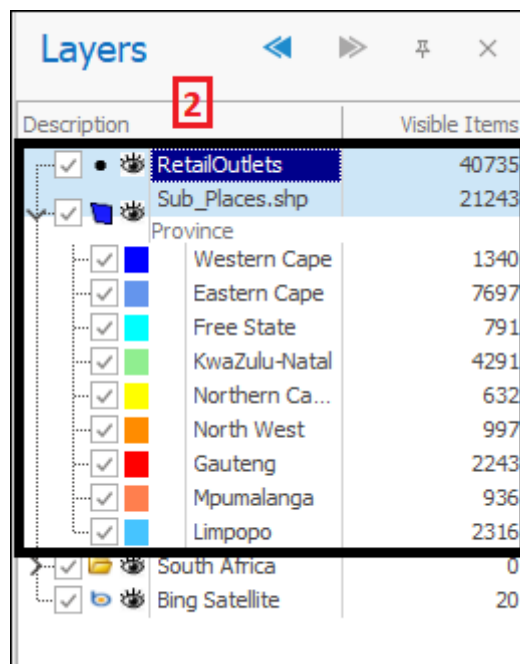 Layers
2
Description Visible Items
RetailOutlets 40735
Sub_Places.shp 21243
Province
Western Cape 1340
Eastern Cape 7697
Free State 791
KwaZulu-Natal 4291
Northern Ca... 632
North West 997
Gauteng 2243
Mpumalanga 936
Limpopo 2316
South Africa 0
Bing Satellite 20